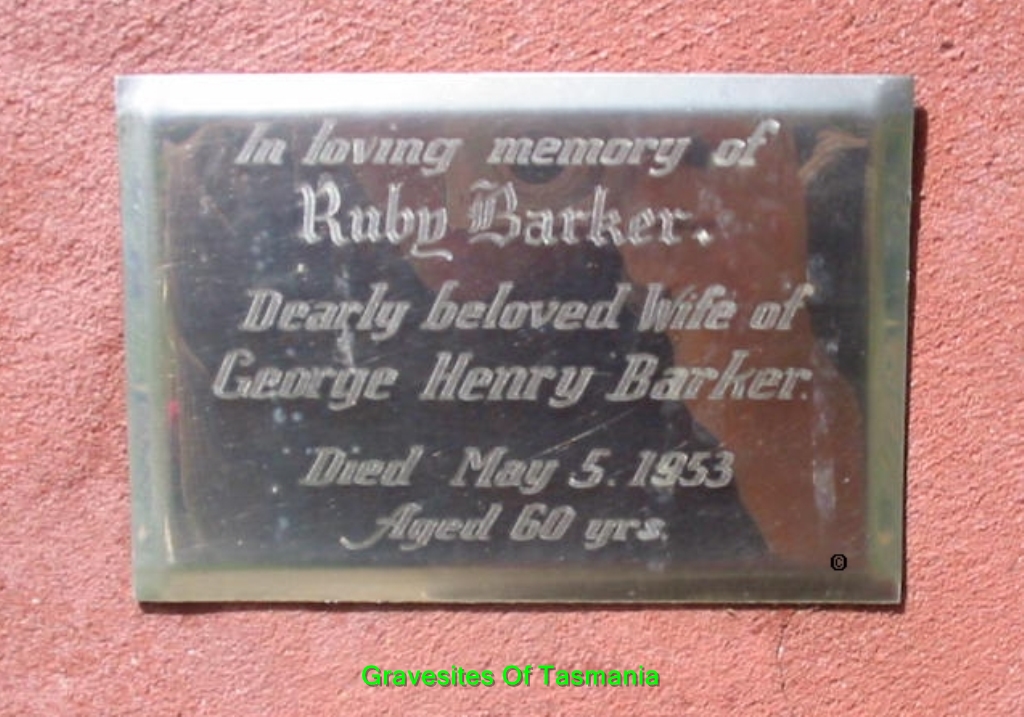 In loving memory of
Ruby Barker.
Dearly beloved Wife of
George Henry Barker.
Died May 5. 1953
Aged 60 yrs.
©
Gravesites Of Tasmania